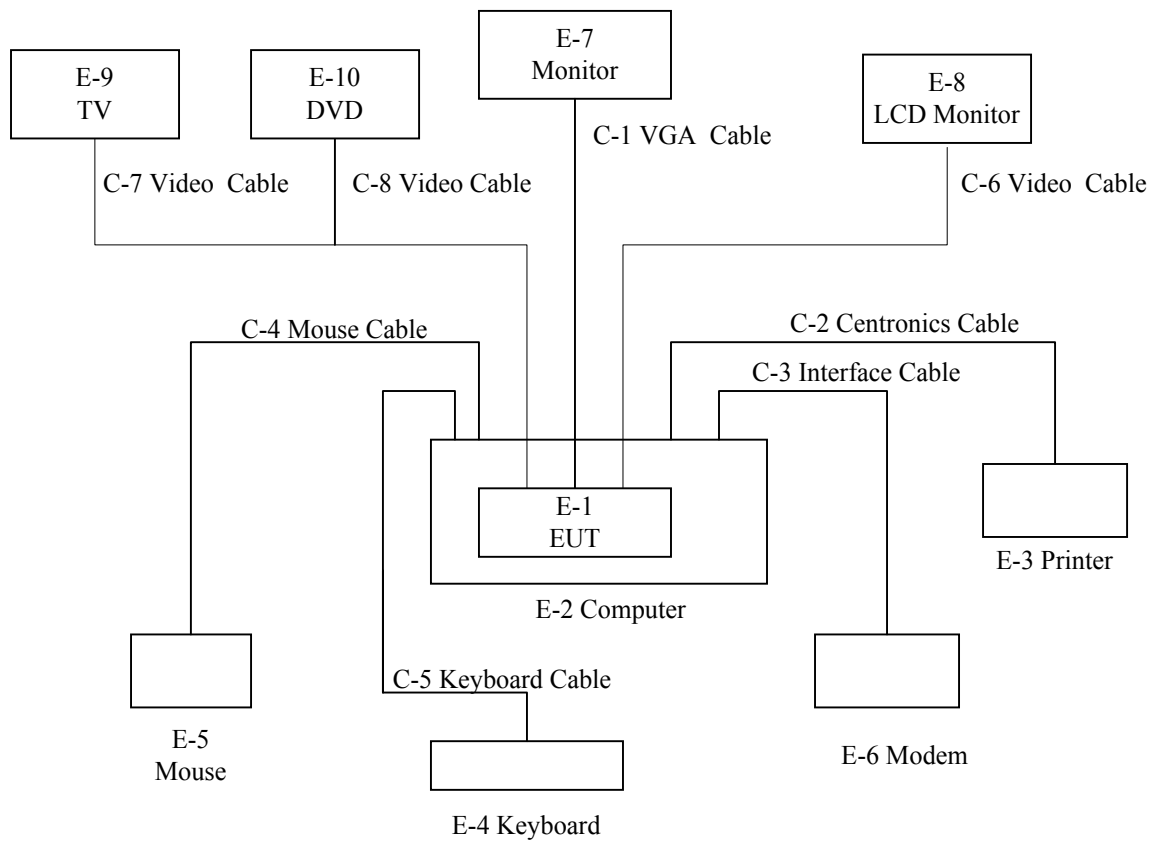 E-7
Monitor
E-9
TV
E-10
DVD
E-8
LCD Monitor
C-1 VGA Cable
C-7 Video Cable
C-8 Video Cable
C-6 Video Cable
C-4 Mouse Cable
C-2 Centronics Cable
C-3 Interface Cable
E-1
EUT
E-3 Printer
E-2 Computer
C-5 Keyboard Cable
E-5
Mouse
E-6 Modem
E-4 Keyboard